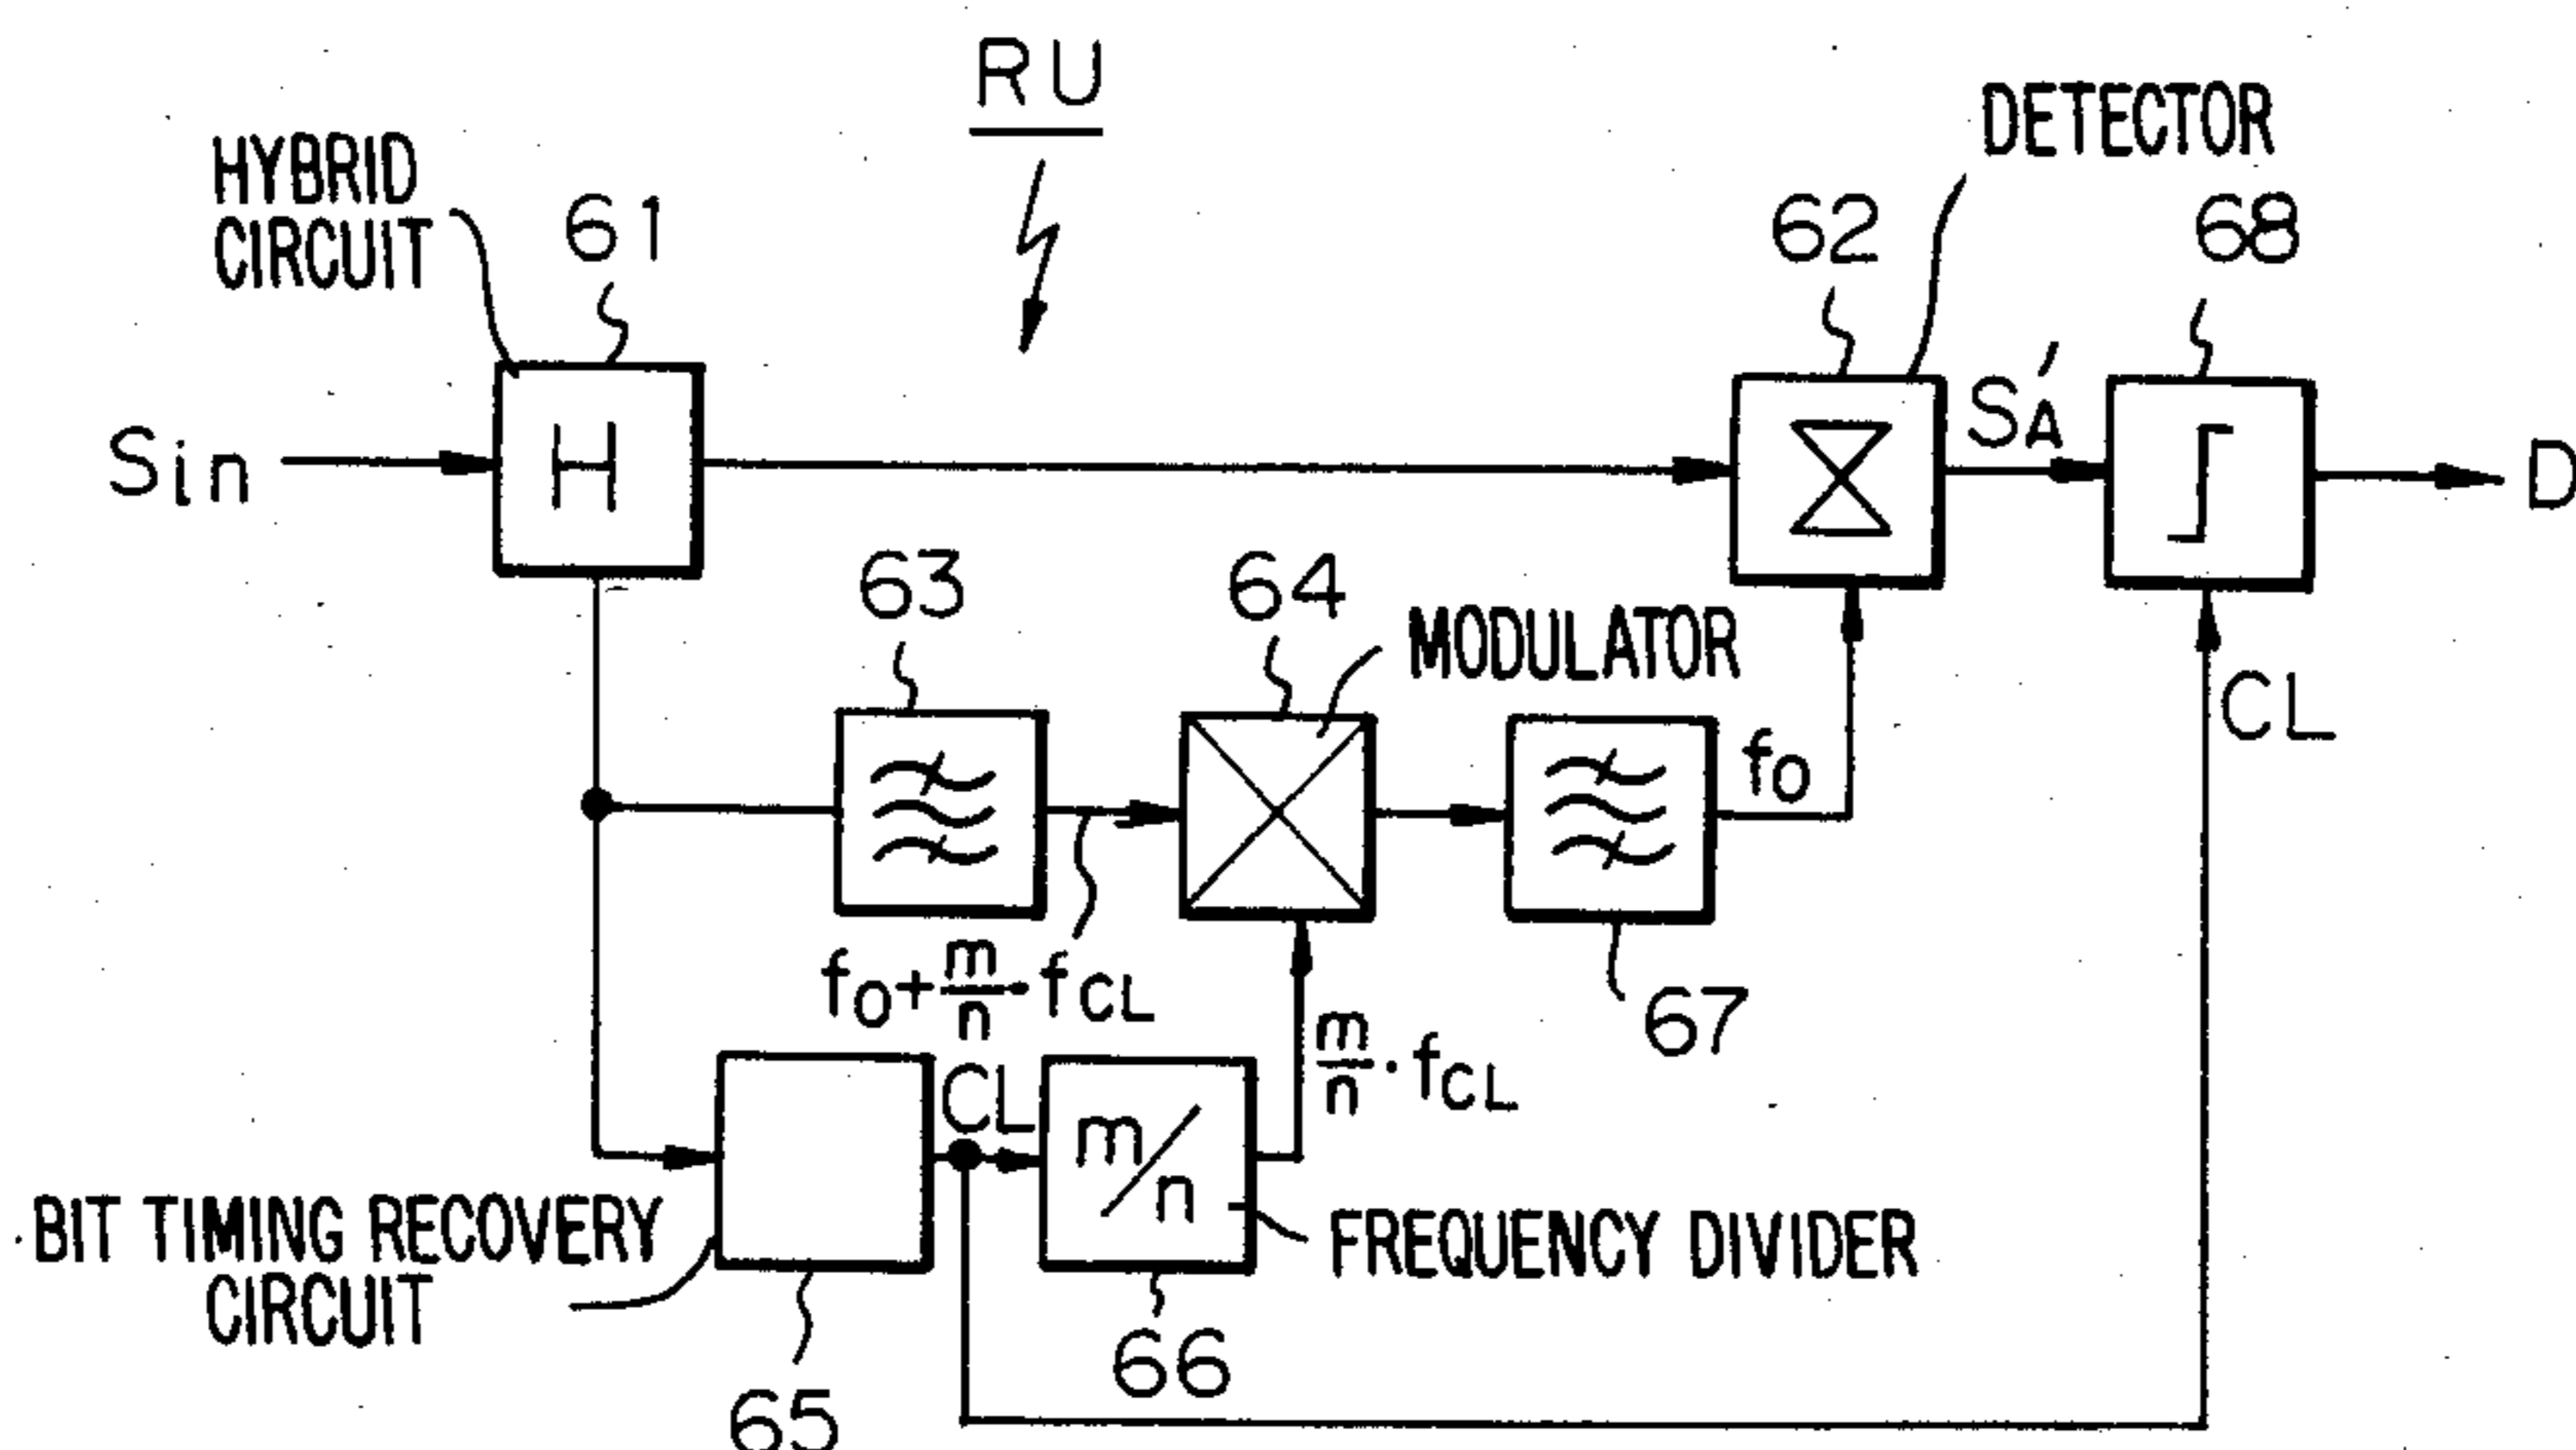 RU
HYBRID
CIRCUIT
61
DETECTOR
62
68
Sin
H
SA'
D
63
64
MODULATOR
fo
CL
fo+m/n·fCL
67
m/n·fCL
CL
m/n
BIT TIMING RECOVERY
CIRCUIT
FREQUENCY DIVIDER
65
66